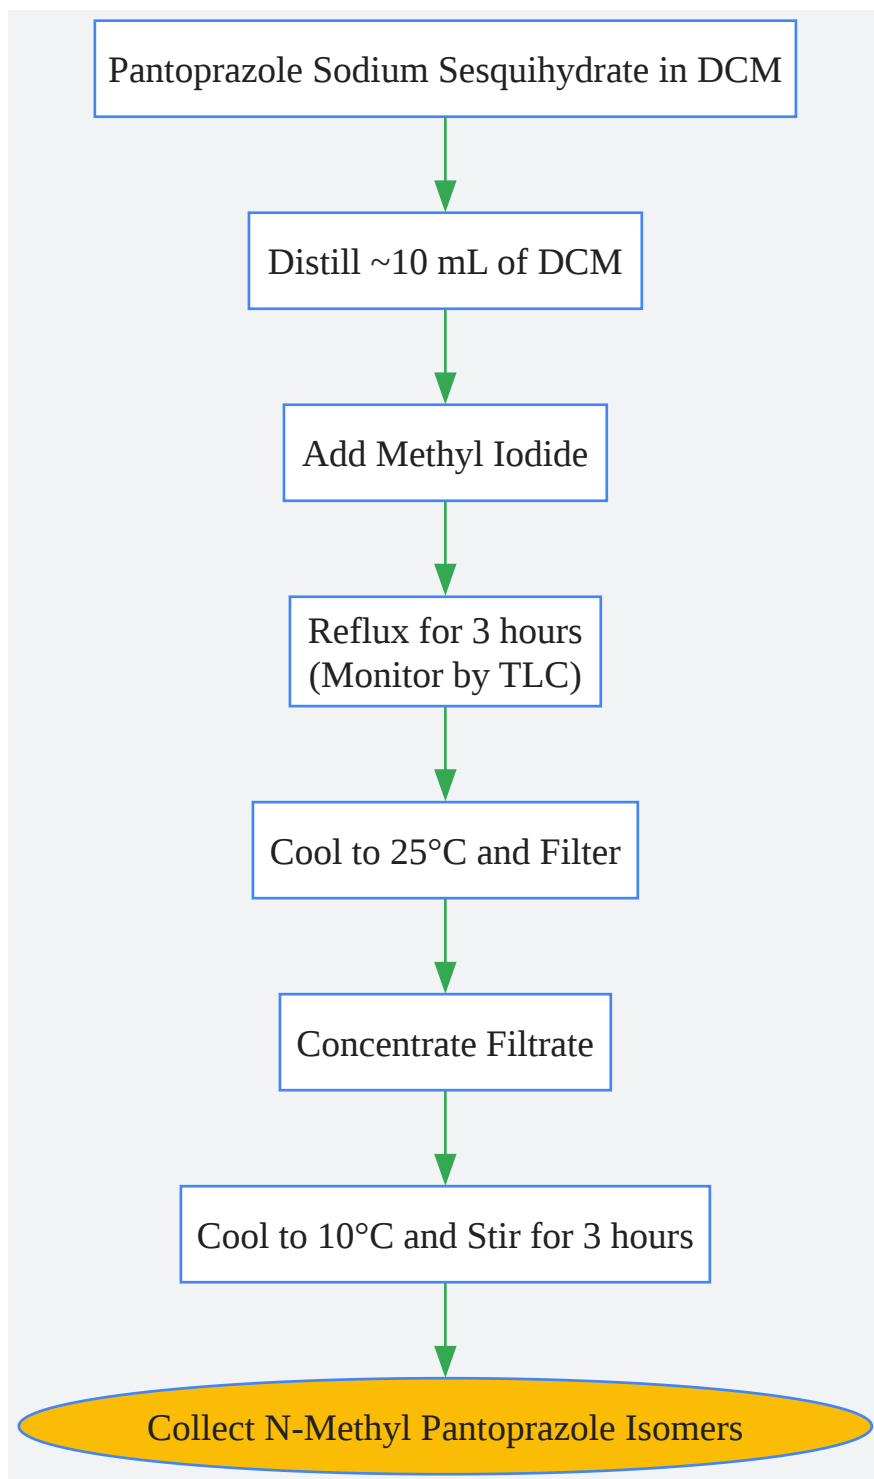 Pantoprazole Sodium Sesquihydrate in DCM
Distill ~10 mL of DCM
Add Methyl Iodide
Reflux for 3 hours
(Monitor by TLC)
Cool to 25°C and Filter
Concentrate Filtrate
Cool to 10°C and Stir for 3 hours
Collect N-Methyl Pantoprazole Isomers